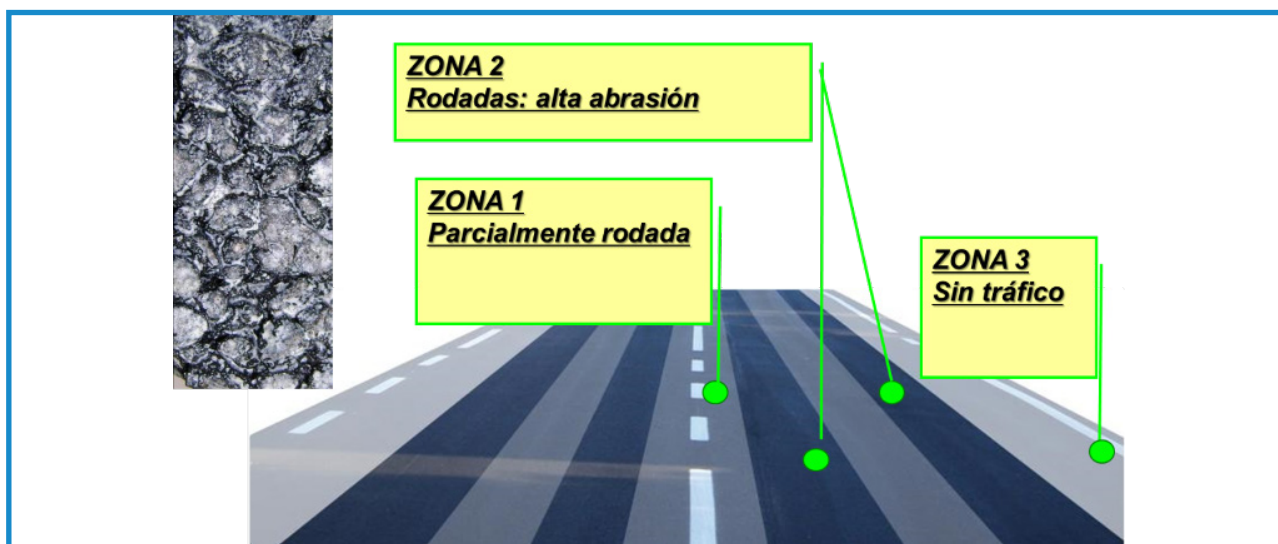 ZONA 2
Rodadas: alta abrasión
ZONA 1
Parcialmente rodada
ZONA 3
Sin tráfico